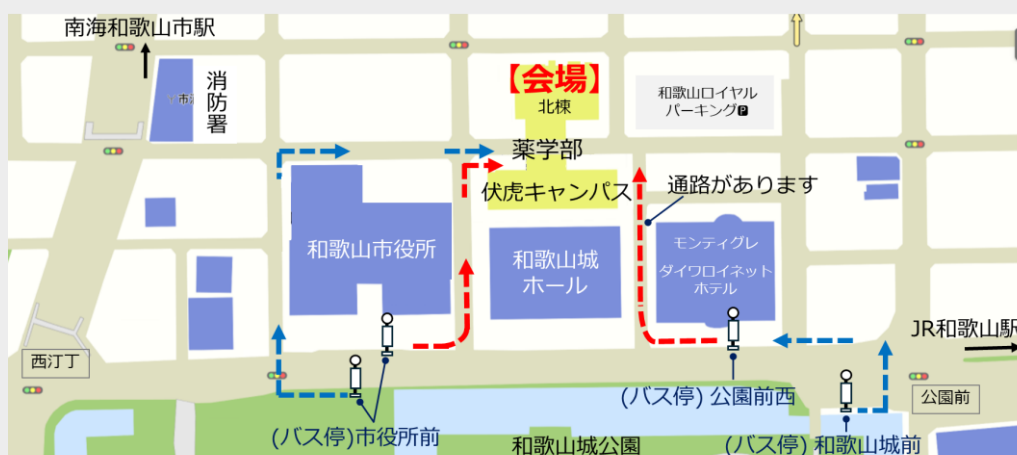 南海和歌山市駅
消防署
市
【会場】
北棟
和歌山ロイヤル
パーキングP
薬学部
伏虎キャンパス
通路があります
和歌山市役所
和歌山城
ホール
モンティグレ
ダイワロイネット
ホテル
JR和歌山駅
西汀丁
公園前
(バス停) 公園前西
(バス停)市役所前
(バス停) 和歌山城前
和歌山城公園